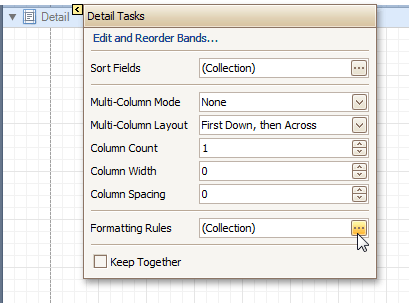 Detail
Detail Tasks
Edit and Reorder Bands...
Sort Fields (Collection)
Multi-Column Mode None
Multi-Column Layout First Down, then Across
Column Count 1
Column Width 0
Column Spacing 0
Formatting Rules (Collection)
Keep Together